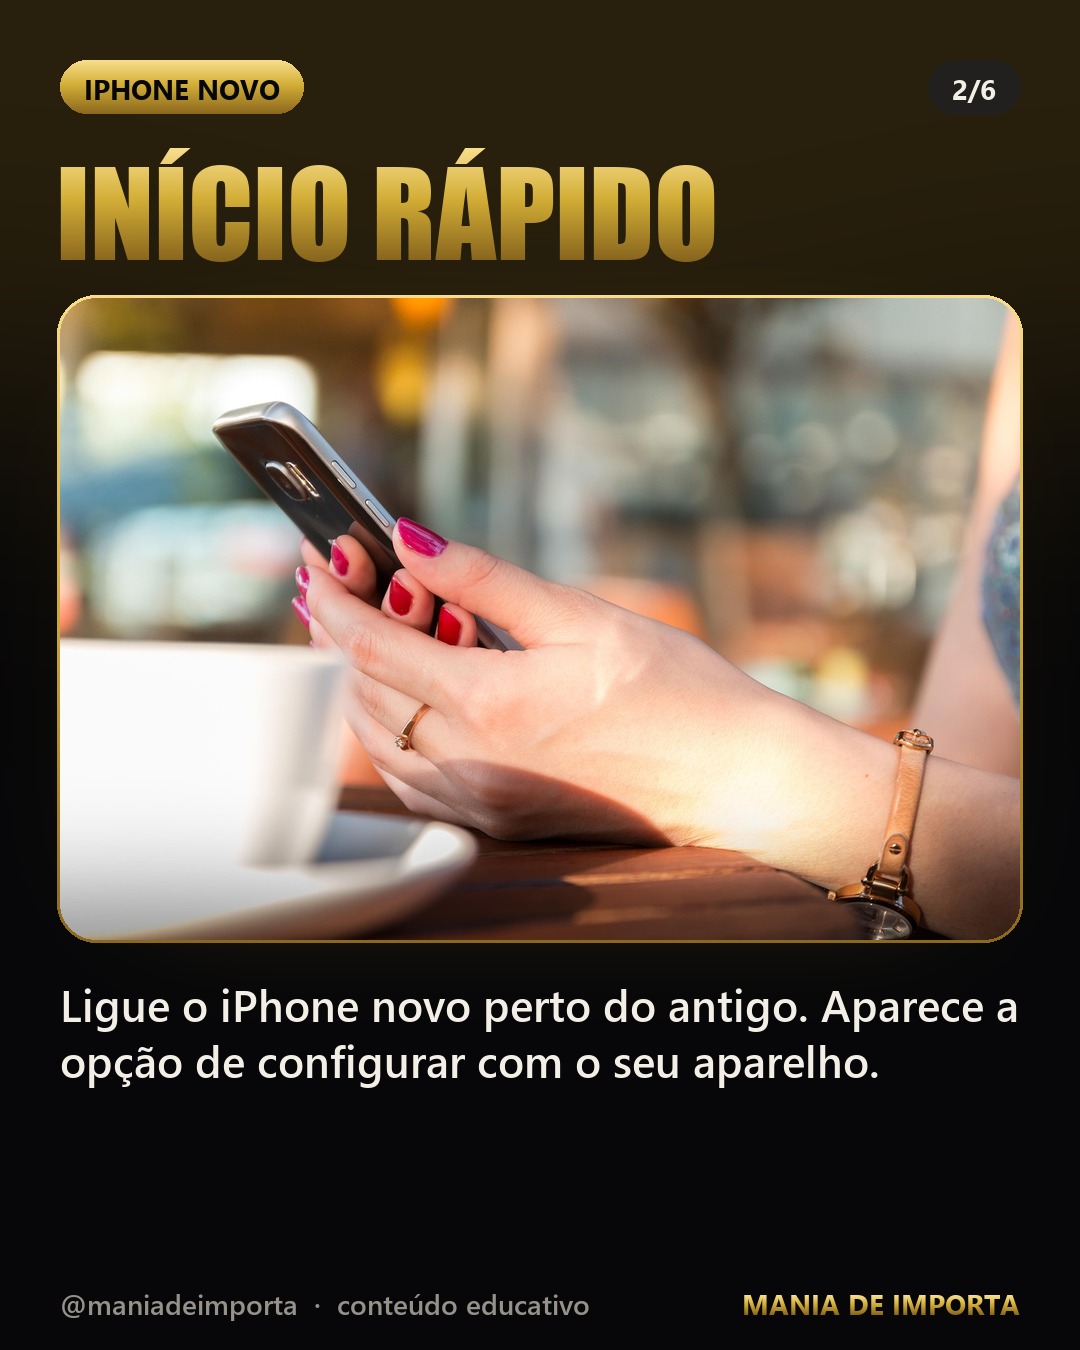 IPHONE NOVO
2/6
INÍCIO RÁPIDO
Ligue o iPhone novo perto do antigo. Aparece a
opção de configurar com o seu aparelho.
@maniadeimporta · conteúdo educativo
MANIA DE IMPORTA